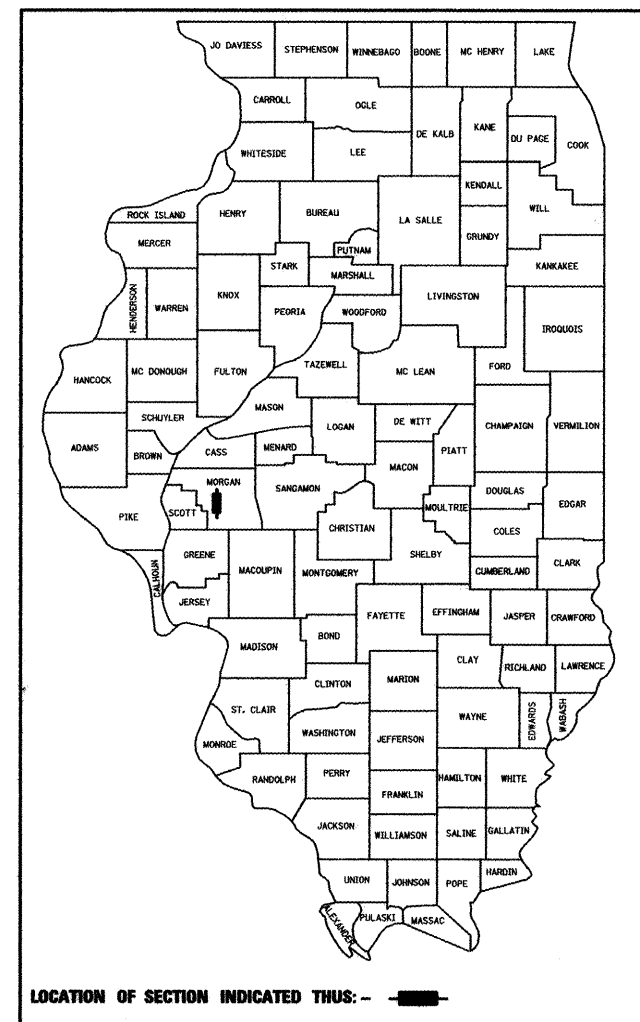 JO DAVIESS STEPHENSON WINNEBAGO BOONE MC HENRY LAKE
CARROLL OGLE DE KALB KANE DU PAGE COOK
WHITESIDE LEE KENDALL WILL
ROCK ISLAND HENRY BUREAU LA SALLE GRUNDY
MERCER PUTNAM KANKAKEE
HENDERSON WARREN KNOX STARK MARSHALL LIVINGSTON
PEORIA WOODFORD IROQUOIS
HANCOCK MC DONOUGH FULTON TAZEWELL MC LEAN FORD
SCHUYLER MASON LOGAN DE WITT CHAMPAIGN VERMILION
ADAMS BROWN CASS MENARD MACON PIATT
PIKE SCOTT MORGAN SANGAMON CHRISTIAN MOULTRIE DOUGLAS EDGAR
COLES
CALHOUN GREENE MACOUPIN MONTGOMERY SHELBY CUMBERLAND CLARK
JERSEY FAYETTE EFFINGHAM JASPER CRAWFORD
MADISON BOND CLAY RICHLAND LAWRENCE
CLINTON MARION
ST. CLAIR WASHINGTON JEFFERSON WAYNE EDWARDS WABASH
MONROE
RANDOLPH PERRY FRANKLIN HAMILTON WHITE
JACKSON WILLIAMSON SALINE GALLATIN
UNION JOHNSON POPE HARDIN
ALEXANDER PULASKI MASSAC
LOCATION OF SECTION INDICATED THUS: -